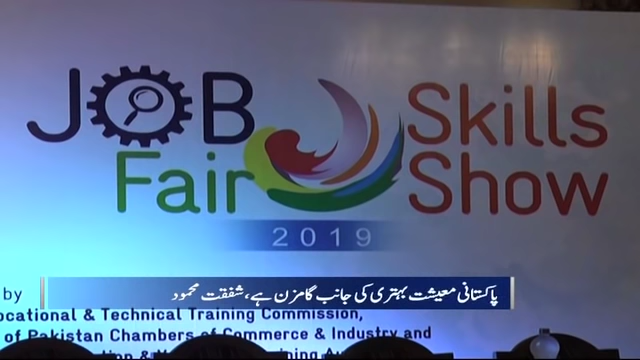 JOB Skills
Fair Show
2019
پاکستانی معیشت بہتری کی جانب گامزن ہے، شفقت محمود
by
ocational & Technical Training Commission,
of Pakistan Chambers of Commerce & Industry and